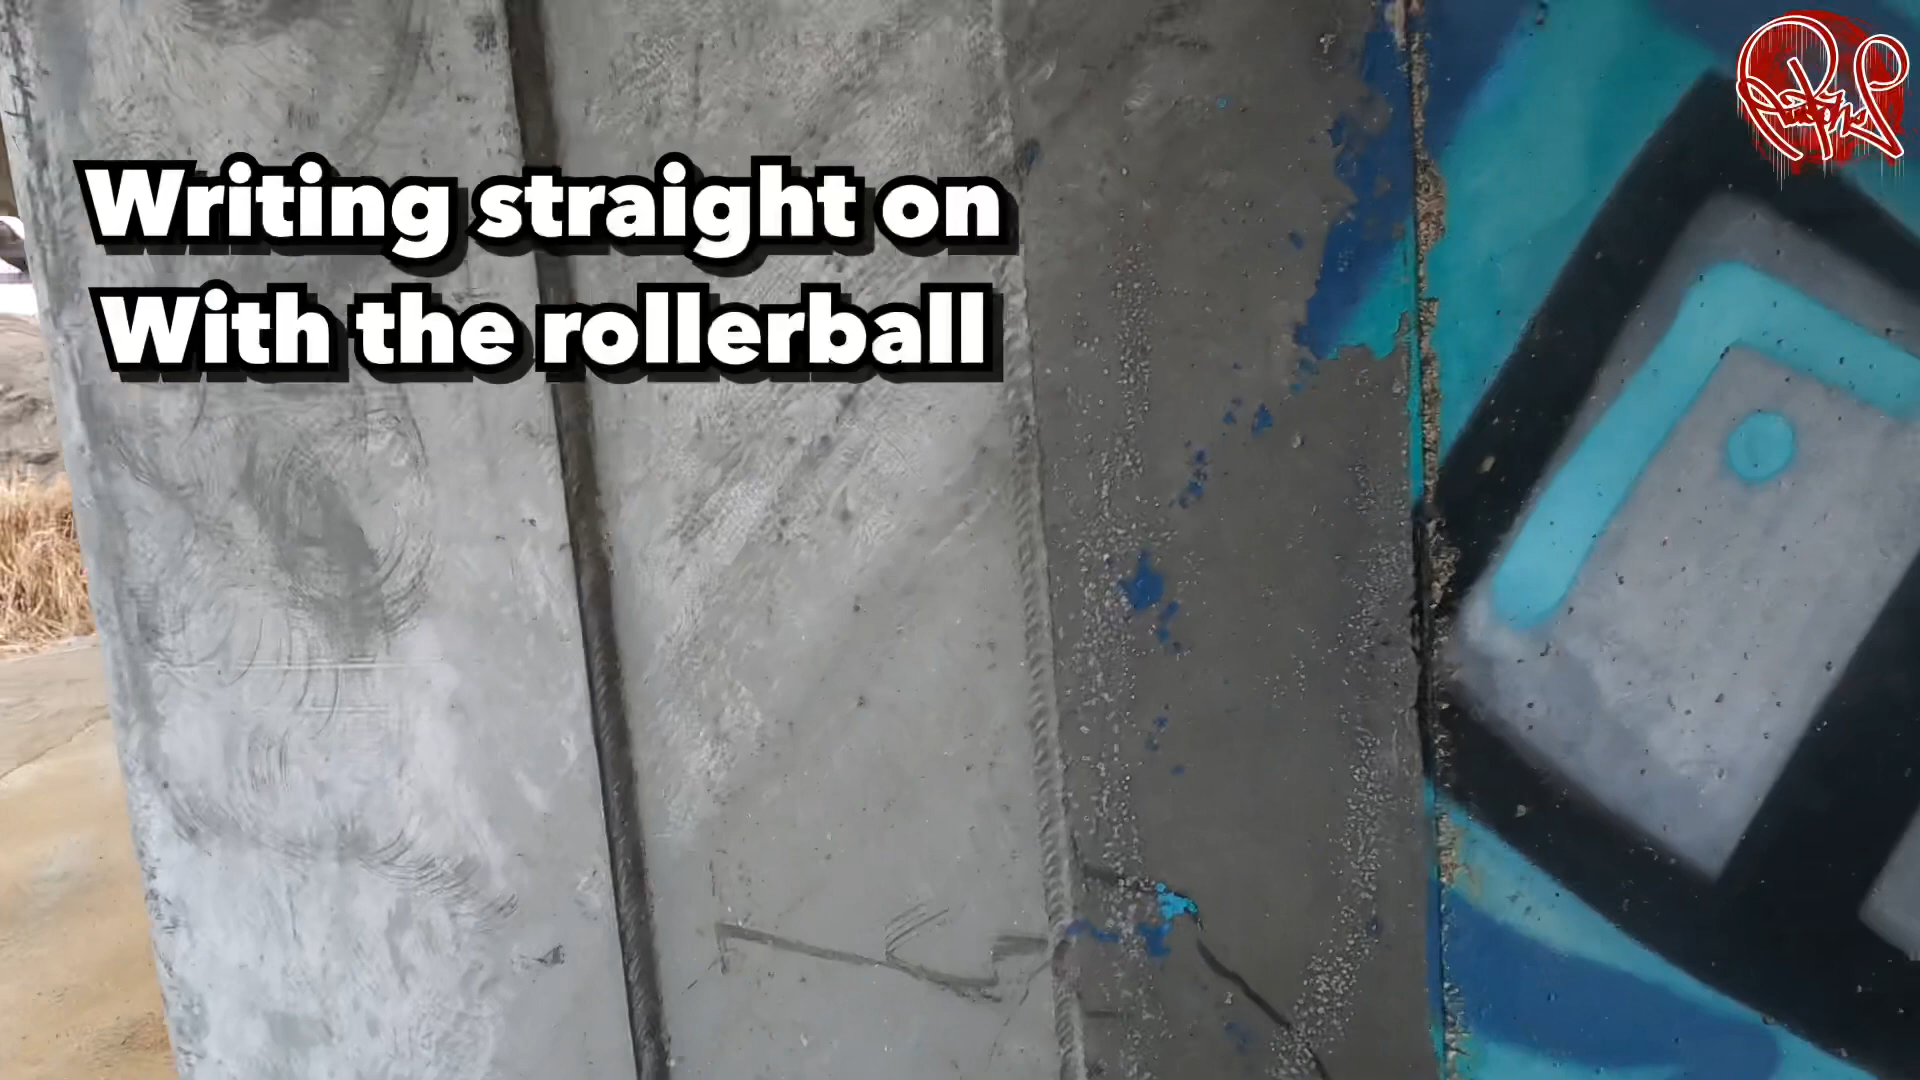 Writing straight on
With the rollerball